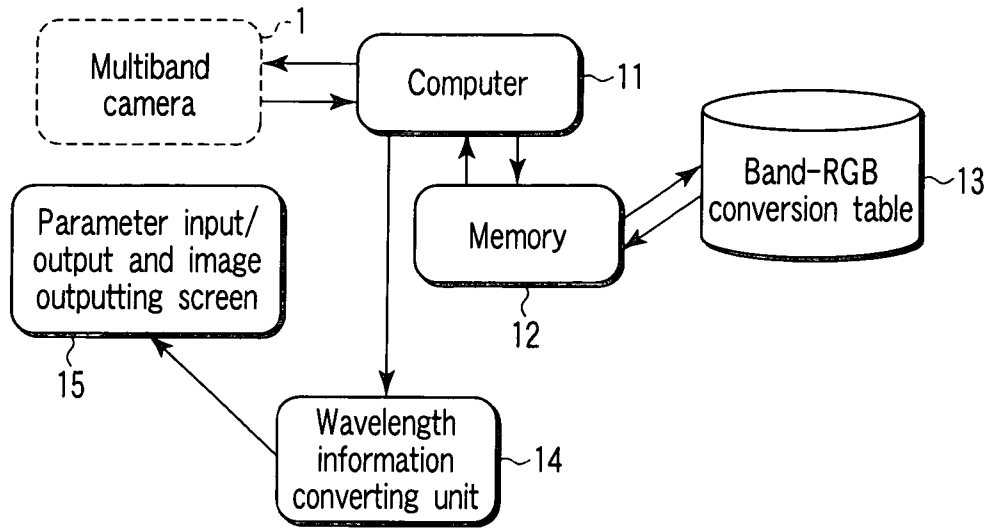 1
Multiband
camera
Computer
11
Band-RGB
conversion table
13
Memory
12
Parameter input/
output and image
outputting screen
15
Wavelength
information
converting unit
14